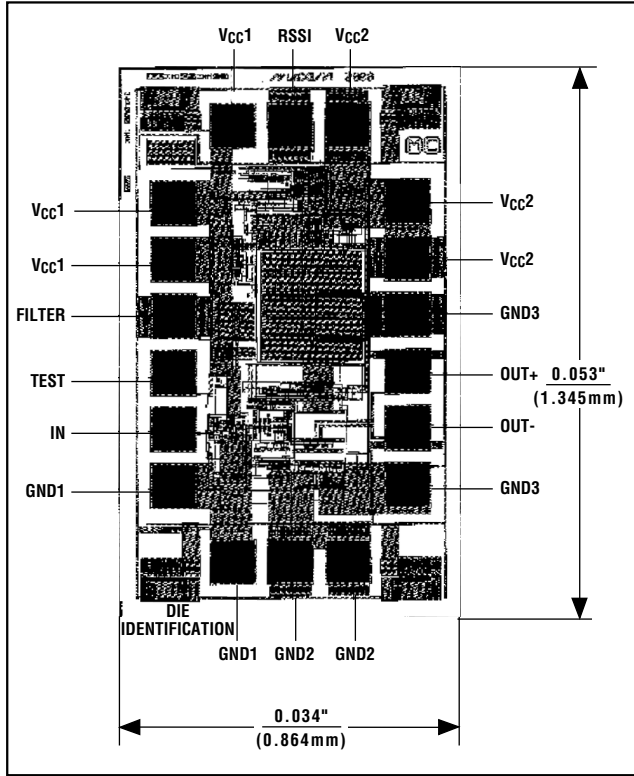 VCC1 RSSI VCC2
VCC1
VCC2
VCC1
VCC2
FILTER
GND3
TEST
OUT+
0.053"
(1.345mm)
IN
OUT-
GND1
GND3
DIE
IDENTIFICATION
GND1 GND2 GND2
0.034"
(0.864mm)